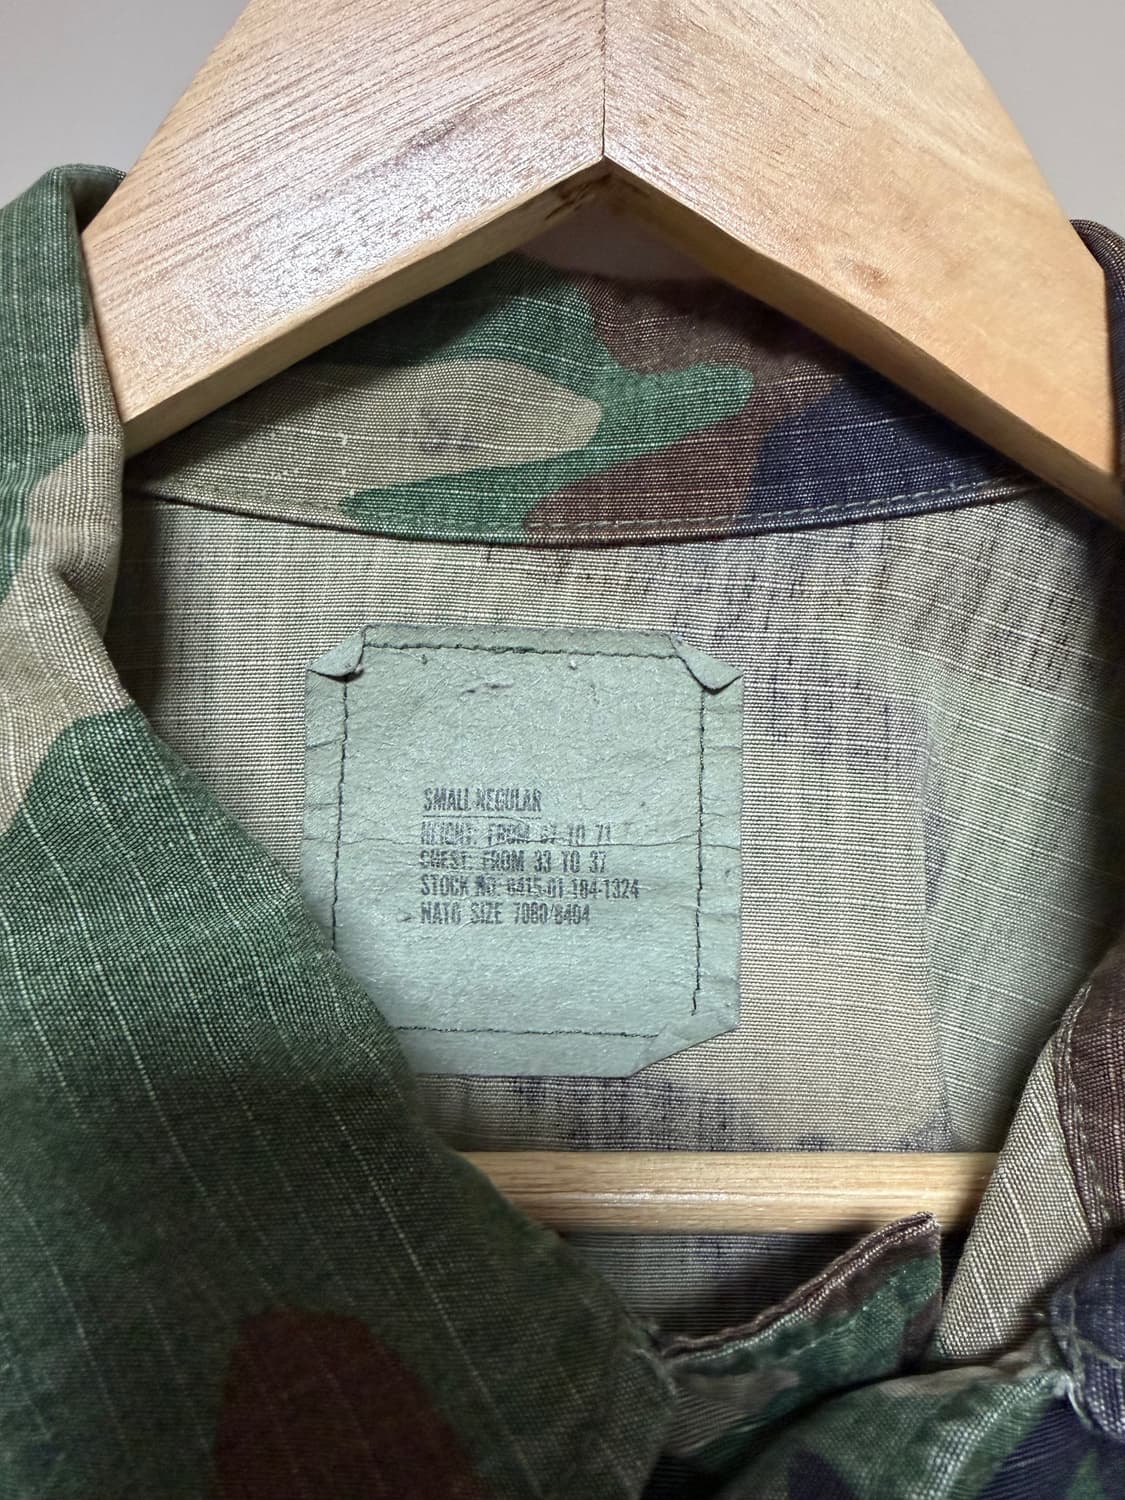 SMALL REGULAR
HEIGHT: FROM 67 TO 71
CHEST: FROM 33 TO 37
STOCK NO: 8415-01-184-1324
NATO SIZE 7080/8404